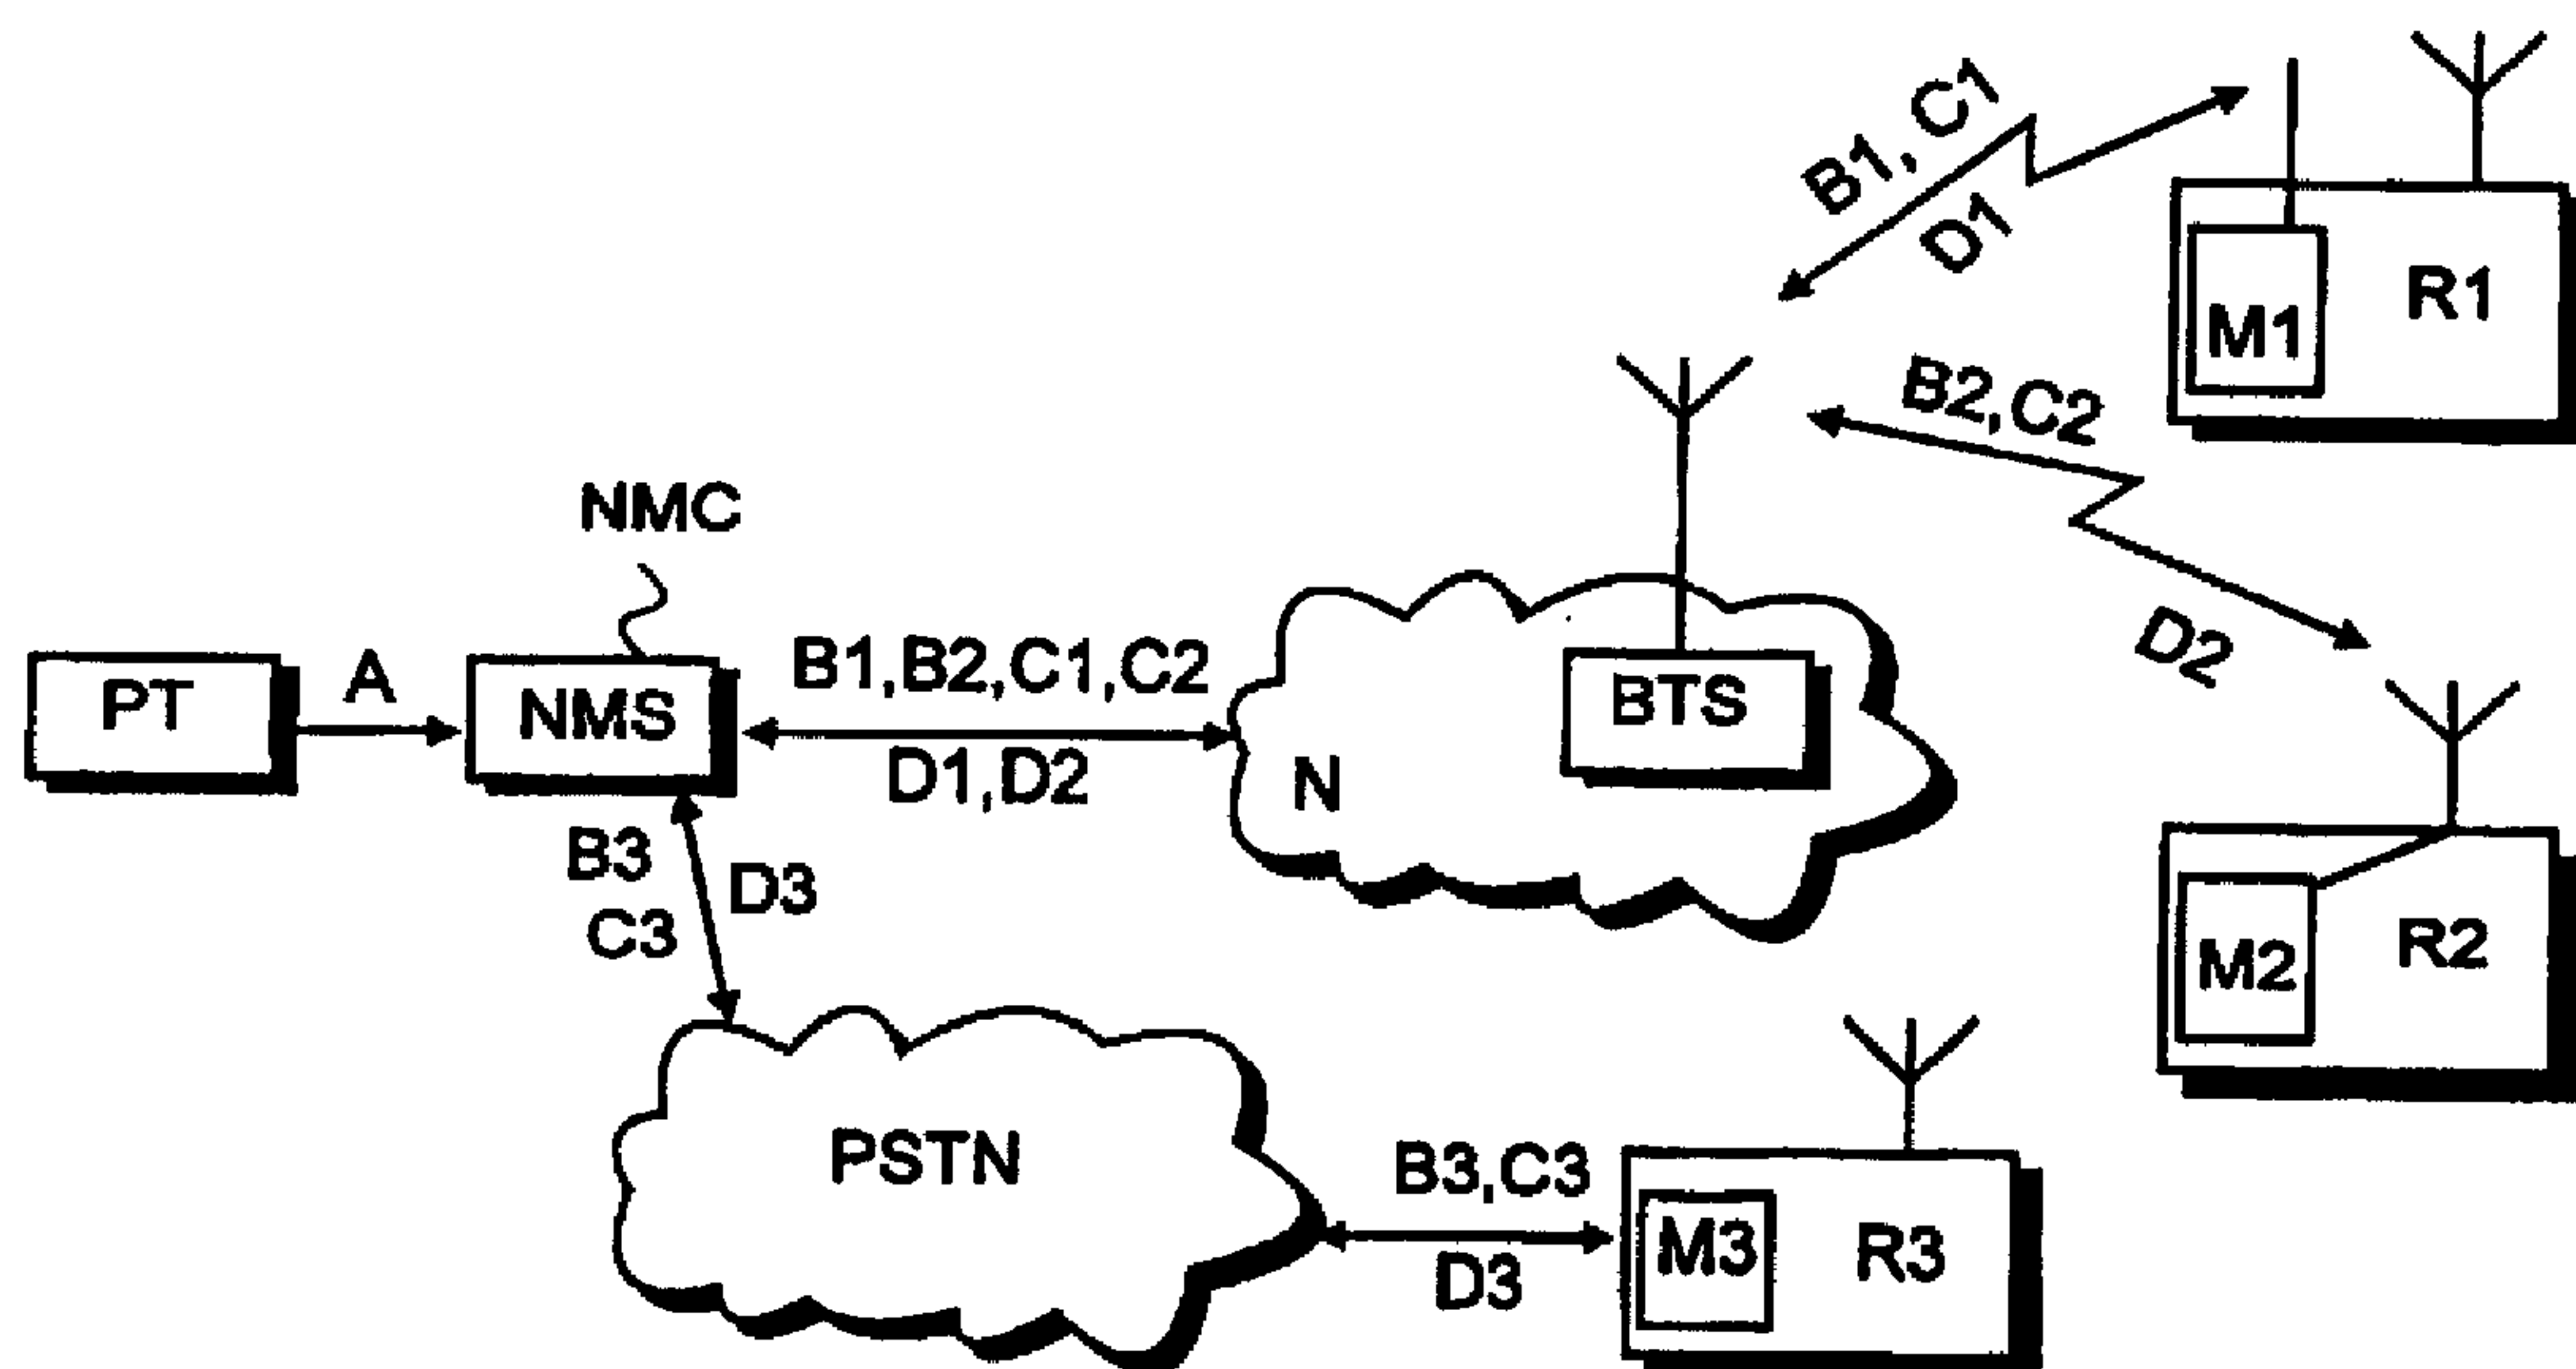 B1, C1
D1
R1
M1
B2,C2
D2
NMC
PT
A
NMS
B1,B2,C1,C2
D1,D2
BTS
N
B3
C3
D3
M2
R2
PSTN
B3,C3
D3
M3
R3